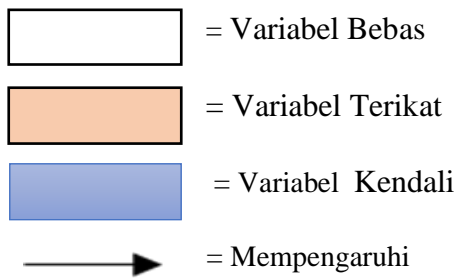 = Variabel Bebas
= Variabel Terikat
= Variabel Kendali
= Mempengaruhi